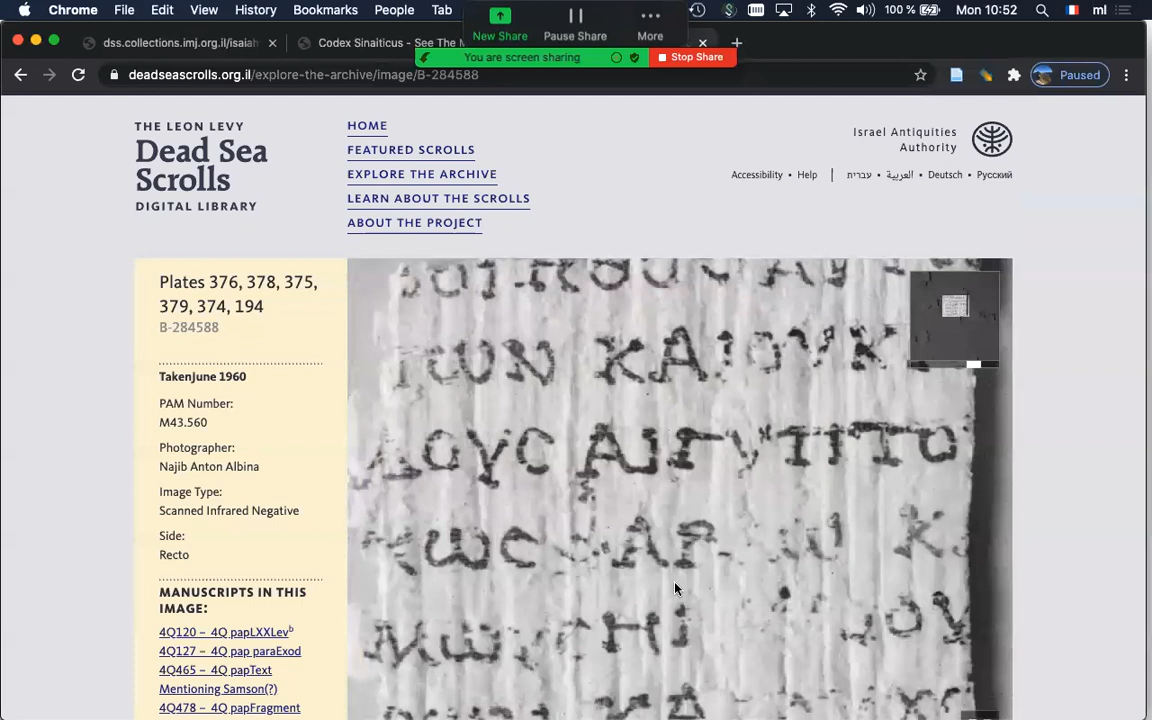 Chrome File Edit View History Bookmarks People Tab
100 % Mon 10:52 ml
New Share Pause Share More
You are screen sharing Stop Share
dss.collections.imj.org.il/isaiah
Codex Sinaiticus - See The M
deadseascrolls.org.il/explore-the-archive/image/B-284588
Paused
THE LEON LEVY
Dead Sea
Scrolls
DIGITAL LIBRARY
HOME
FEATURED SCROLLS
EXPLORE THE ARCHIVE
LEARN ABOUT THE SCROLLS
ABOUT THE PROJECT
Israel Antiquities
Authority
Accessibility • Help | עברית • العربية • Deutsch • Русский
Plates 376, 378, 375,
379, 374, 194
B-284588
TakenJune 1960
PAM Number:
M43.560
Photographer:
Najib Anton Albina
Image Type:
Scanned Infrared Negative
Side:
Recto
MANUSCRIPTS IN THIS
IMAGE:
4Q120 – 4Q papLXXLevᵇ
4Q127 – 4Q pap paraExod
4Q465 – 4Q papText
Mentioning Samson(?)
4Q478 – 4Q papFragment
ΤωΝ ΚΑΙ ΟΥΚ
ΑΙΓΥΠΤΟ